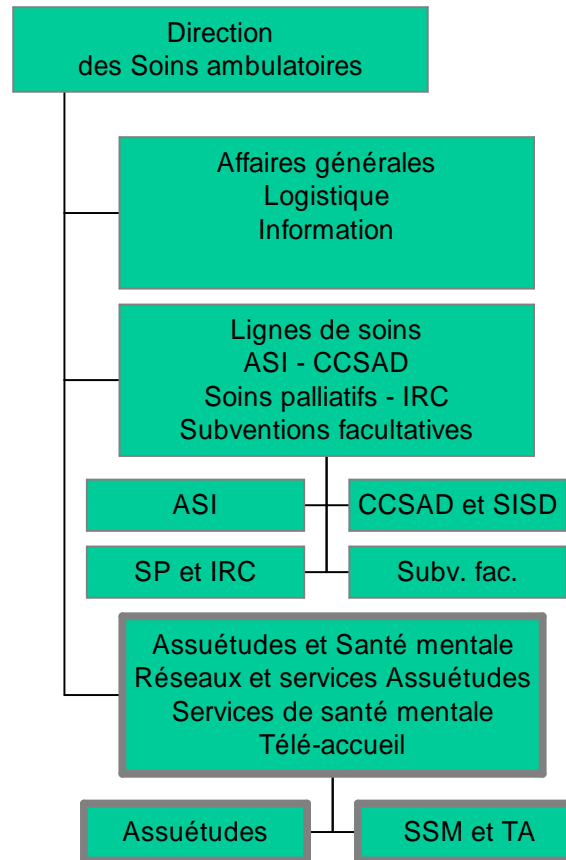 Direction
des Soins ambulatoires
Affaires générales
Logistique
Information
Lignes de soins
ASI - CCSAD
Soins palliatifs - IRC
Subventions facultatives
ASI
CCSAD et SISD
SP et IRC
Subv. fac.
Assuétudes et Santé mentale
Réseaux et services Assuétudes
Services de santé mentale
Télé-accueil
Assuétudes
SSM et TA